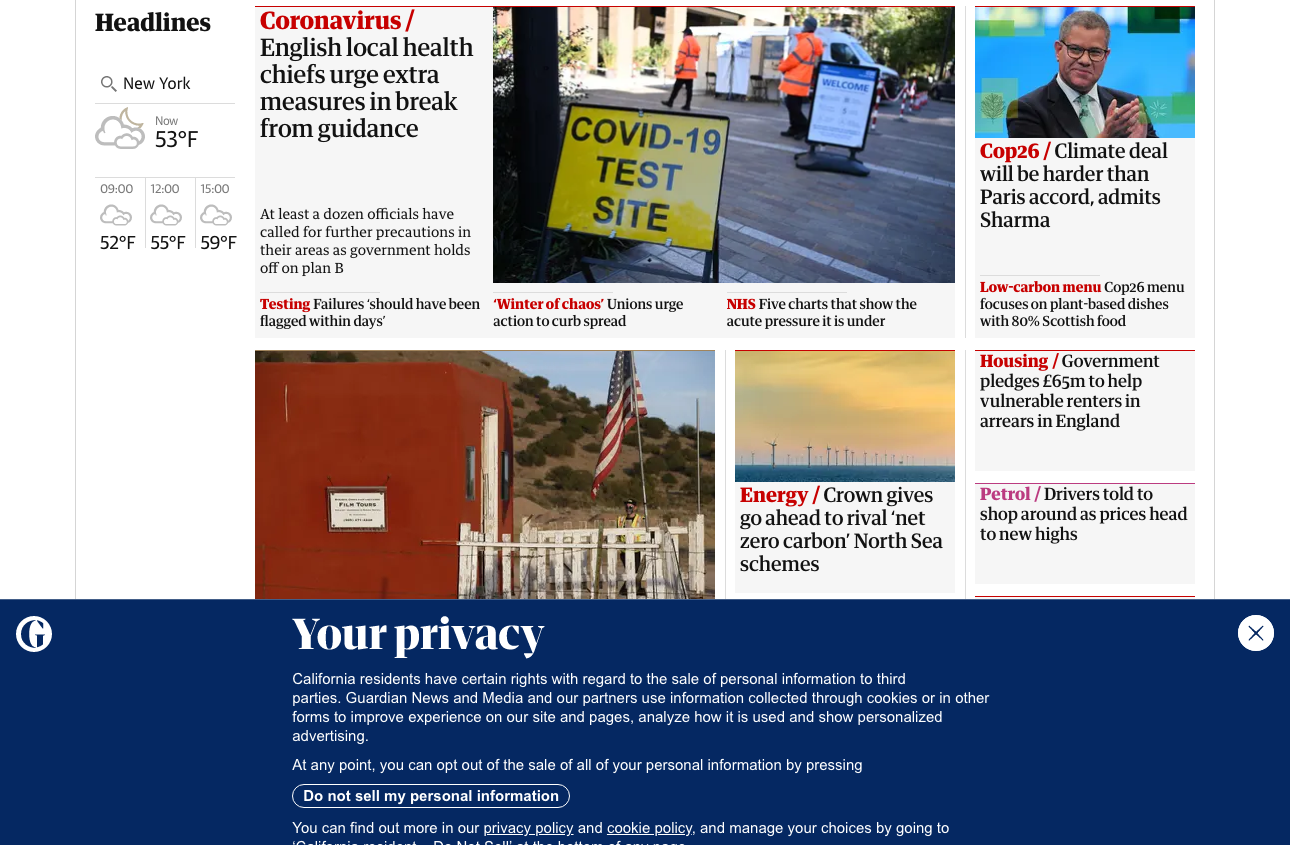 Headlines
New York
Now
53°F
09:00
12:00
15:00
52°F
55°F
59°F
Coronavirus /
English local health
chiefs urge extra
measures in break
from guidance
At least a dozen officials have
called for further precautions in
their areas as government holds
off on plan B
COVID-19
TEST
SITE
WELCOME
Testing Failures ‘should have been
flagged within days’
‘Winter of chaos’ Unions urge
action to curb spread
NHS Five charts that show the
acute pressure it is under
Cop26 / Climate deal
will be harder than
Paris accord, admits
Sharma
Low-carbon menu Cop26 menu
focuses on plant-based dishes
with 80% Scottish food
FILM TOURS
Energy / Crown gives
go ahead to rival ‘net
zero carbon’ North Sea
schemes
Housing / Government
pledges £65m to help
vulnerable renters in
arrears in England
Petrol / Drivers told to
shop around as prices head
to new highs
G
Your privacy
California residents have certain rights with regard to the sale of personal information to third
parties. Guardian News and Media and our partners use information collected through cookies or in other
forms to improve experience on our site and pages, analyze how it is used and show personalized
advertising.
At any point, you can opt out of the sale of all of your personal information by pressing
Do not sell my personal information
You can find out more in our privacy policy and cookie policy, and manage your choices by going to
‘California resident – Do Not Sell’ at the bottom of any page.